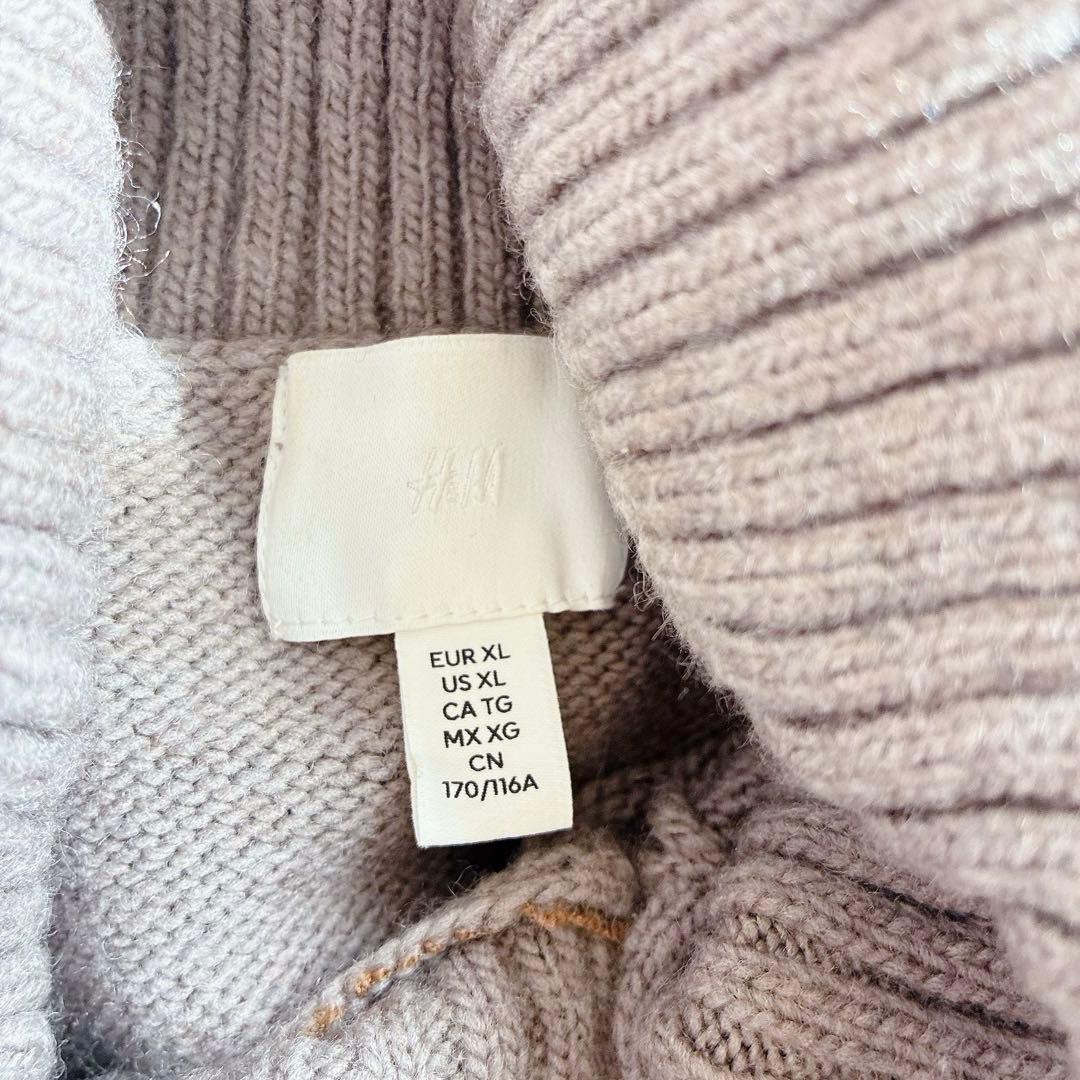 H&M
EUR XL
US XL
CA TG
MX XG
CN
170/116A